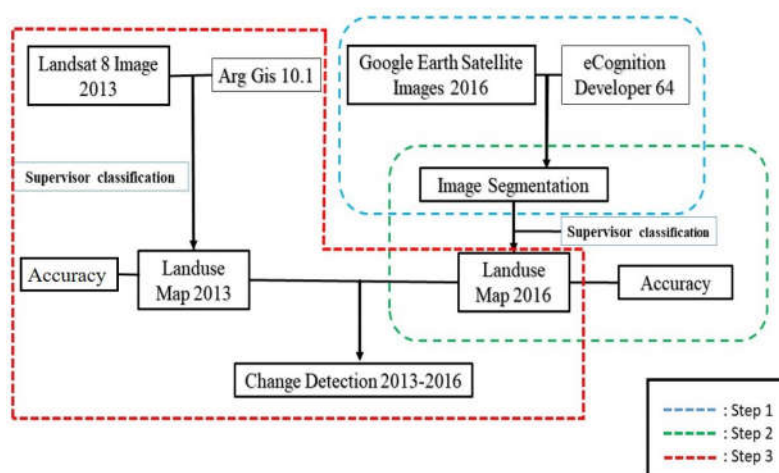 Landsat 8 Image
2013
Arg Gis 10.1
Google Earth Satellite
Images 2016
eCognition
Developer 64
Supervisor classification
Image Segmentation
Supervisor classification
Accuracy
Landuse
Map 2013
Landuse
Map 2016
Accuracy
Change Detection 2013-2016
: Step 1
: Step 2
: Step 3